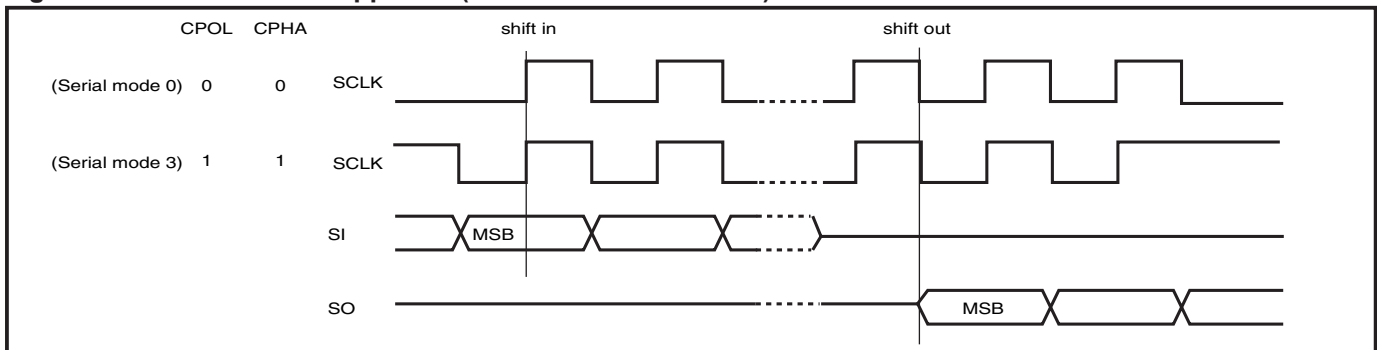 CPOL CPHA shift in shift out
(Serial mode 0) 0 0 SCLK
(Serial mode 3) 1 1 SCLK
SI MSB
SO MSB